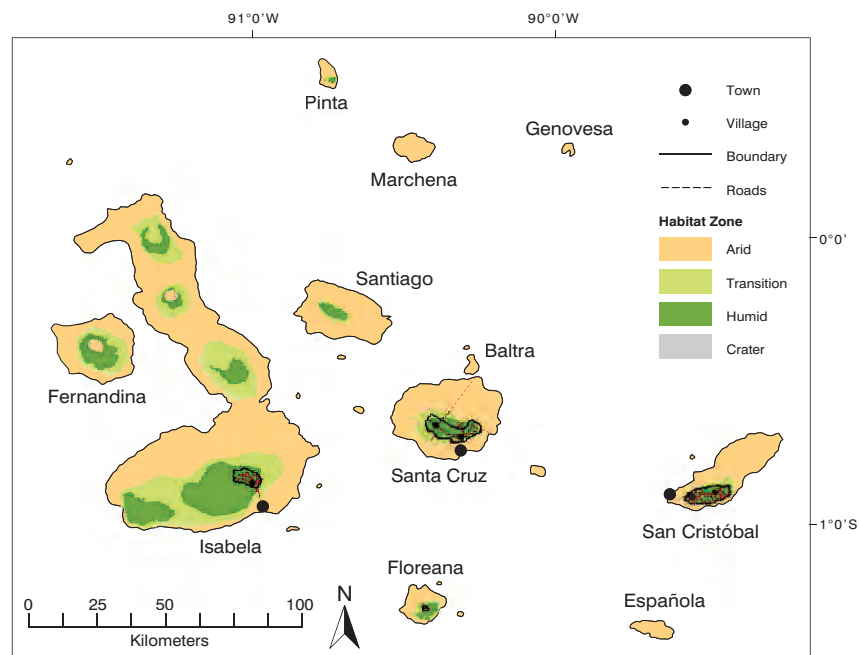 91°0'W
90°0'W
Pinta
Genovesa
Marchena
Town
Village
Boundary
Roads
Habitat Zone
Arid
Transition
Humid
Crater
0°0'
Santiago
Baltra
Fernandina
Santa Cruz
San Cristóbal
1°0'S
Isabela
Floreana
Española
0 25 50 100
Kilometers
N